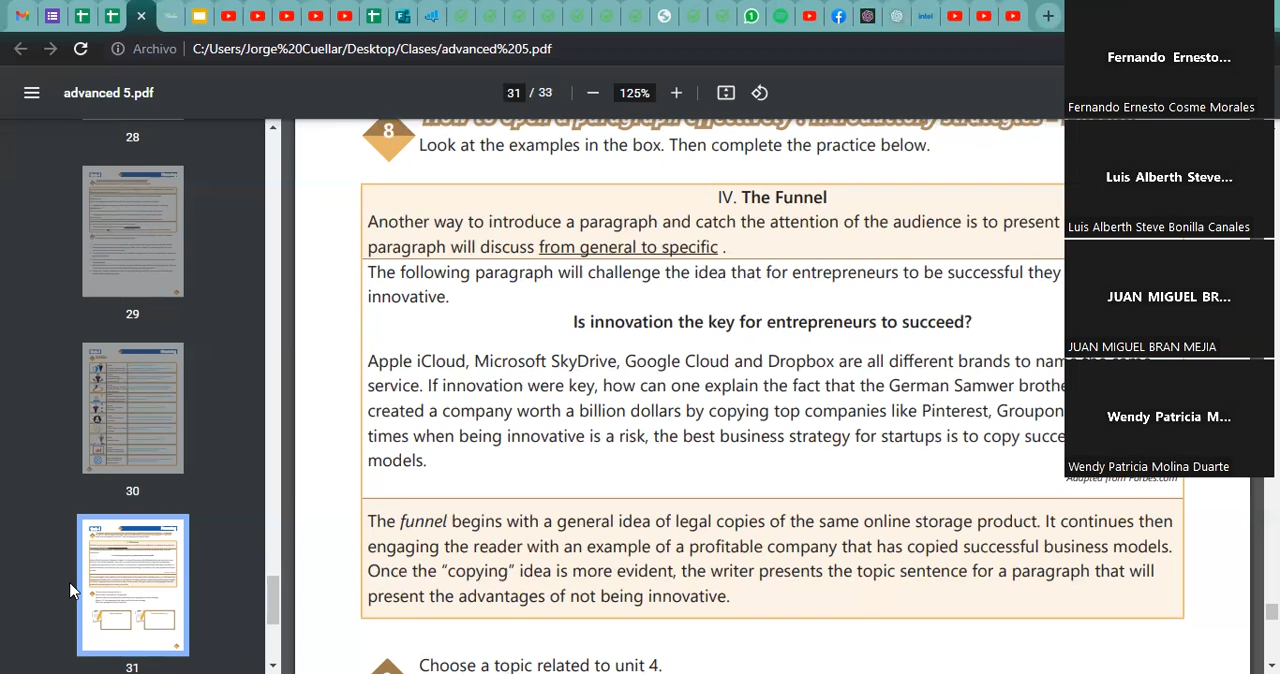 intel
Archivo
C:/Users/Jorge%20Cuellar/Desktop/Clases/advanced%205.pdf
advanced 5.pdf
31 / 33
125%
28
29
30
31
8
How to open a paragraph effectively
Look at the examples in the box. Then complete the practice below.
IV. The Funnel
Another way to introduce a paragraph and catch the attention of the audience is to present
paragraph will discuss from general to specific .
The following paragraph will challenge the idea that for entrepreneurs to be successful they
innovative.
Is innovation the key for entrepreneurs to succeed?
Apple iCloud, Microsoft SkyDrive, Google Cloud and Dropbox are all different brands to nam
service. If innovation were key, how can one explain the fact that the German Samwer brothe
created a company worth a billion dollars by copying top companies like Pinterest, Groupon
times when being innovative is a risk, the best business strategy for startups is to copy succe
models.
Adapted from Forbes.com
The funnel begins with a general idea of legal copies of the same online storage product. It continues then
engaging the reader with an example of a profitable company that has copied successful business models.
Once the “copying” idea is more evident, the writer presents the topic sentence for a paragraph that will
present the advantages of not being innovative.
Choose a topic related to unit 4.
Fernando Ernesto...
Fernando Ernesto Cosme Morales
Luis Alberth Steve...
Luis Alberth Steve Bonilla Canales
JUAN MIGUEL BR...
JUAN MIGUEL BRAN MEJIA
Wendy Patricia M...
Wendy Patricia Molina Duarte